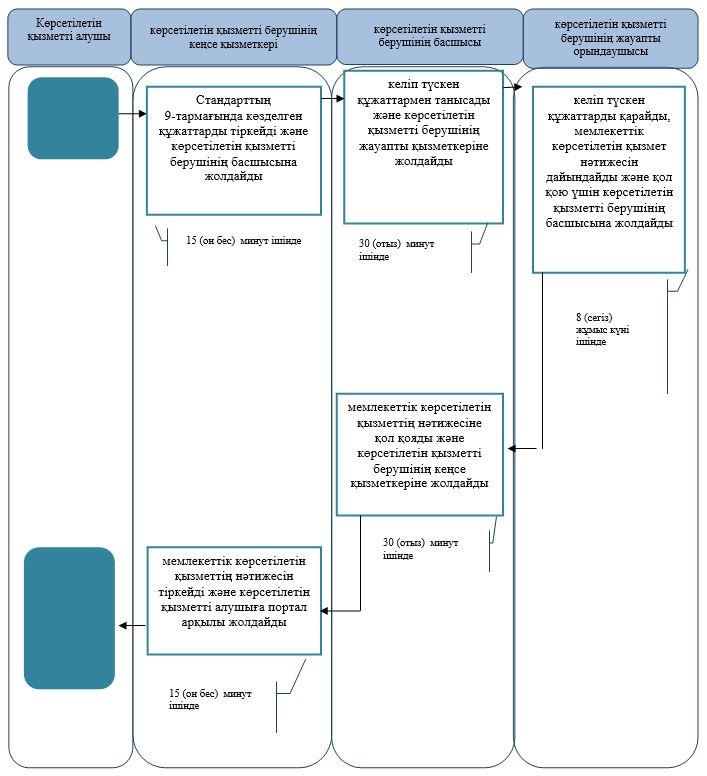 Көрсетілетін
қызметті алушы
көрсетілетін қызметті берушінің
кеңсе қызметкері
көрсетілетін қызметті
берушінің басшысы
көрсетілетін қызметті
берушінің жауапты
орындаушысы
Стандарттың
9-тармағында көзделген
құжаттарды тіркейді және
көрсетілетін қызметті
берушінің басшысына
жолдайды
15 (он бес) минут ішінде
келіп түскен
құжаттармен танысады
және көрсетілетін
қызметті берушінің
жауапты қызметкеріне
жолдайды
30 (отыз) минут
ішінде
келіп түскен
құжаттарды қарайды,
мемлекеттік
көрсетілетін қызмет
нәтижесін
дайындайды және қол
қою үшін көрсетілетін
қызметті берушінің
басшысына жолдайды
8 (сегіз)
жұмыс күні
ішінде
мемлекеттік көрсетілетін
қызметтің нәтижесіне
қол қояды және
көрсетілетін қызметті
берушінің кеңсе
қызметкеріне жолдайды
30 (отыз) минут
ішінде
мемлекеттік көрсетілетін
қызметтің нәтижесін
тіркейді және көрсетілетін
қызметті алушыға портал
арқылы жолдайды
15 (он бес) минут
ішінде